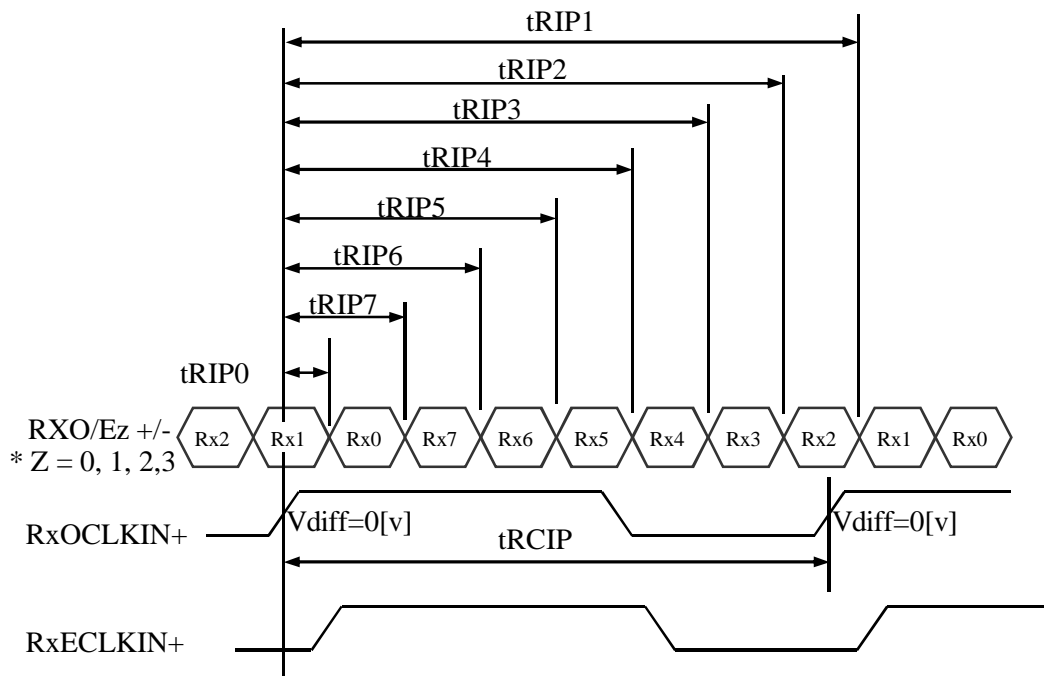 tRIP1
tRIP2
tRIP3
tRIP4
tRIP5
tRIP6
tRIP7
tRIP0
RXO/Ez +/- Rx2 Rx1 Rx0 Rx7 Rx6 Rx5 Rx4 Rx3 Rx2 Rx1 Rx0
* Z = 0, 1, 2,3
RxOCLKIN+ Vdiff=0[v] Vdiff=0[v]
tRCIP
RxECLKIN+